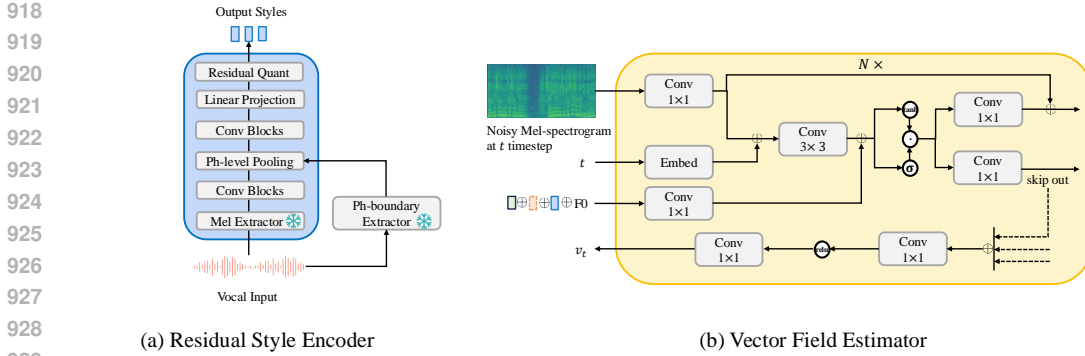 918
919
920
921
922
923
924
925
926
927
928
Output Styles
Residual Quant
Linear Projection
Conv Blocks
Ph-level Pooling
Conv Blocks
Mel Extractor
Ph-boundary
Extractor
Vocal Input
(a) Residual Style Encoder
Noisy Mel-spectrogram
at t timestep
t
⊕ ⊕ ⊕ F0
v_t
Conv
1×1
Embed
Conv
1×1
⊕
Conv
3× 3
⊕
tanh
·
σ
N ×
Conv
1×1
⊕
Conv
1×1
skip out
⊕
Conv
1×1
relu
Conv
1×1
(b) Vector Field Estimator